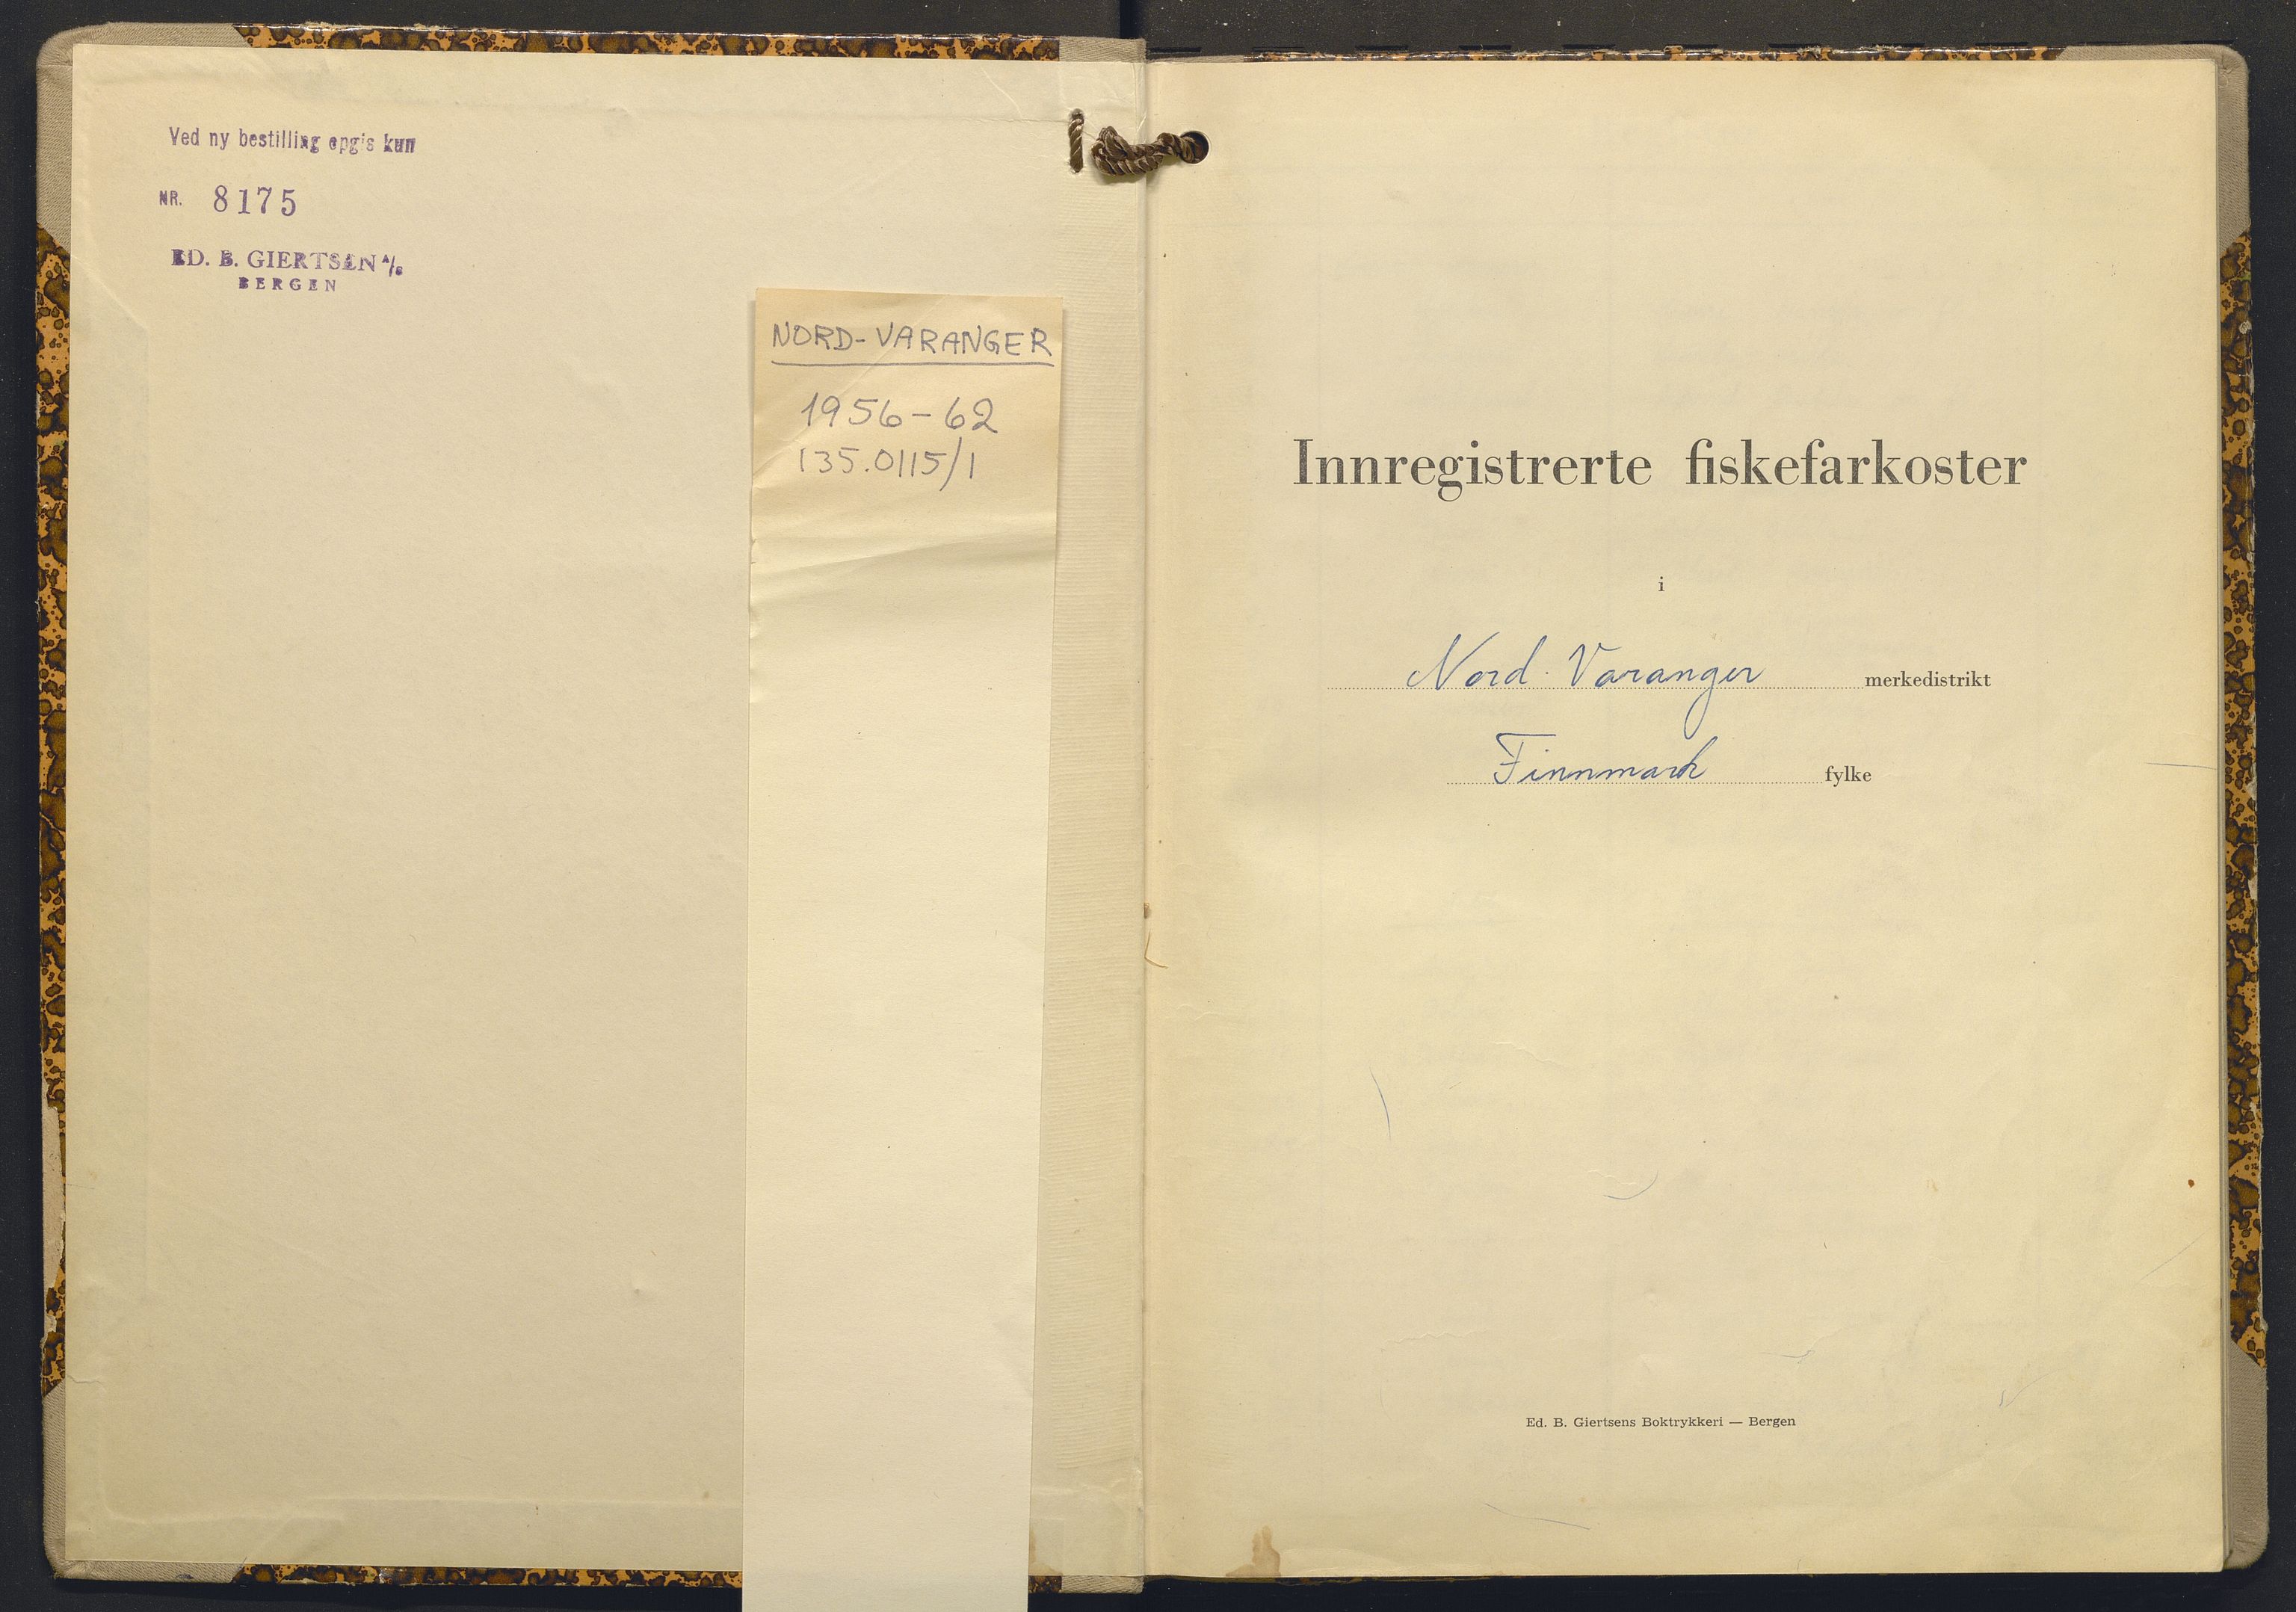 Ved ny bestilling opgis kun
NR. 8175
ED. B. GIERTSEN A/S
BERGEN
NORD-VARANGER
1956-62
135.0115/1
Innregistrerte fiskefarkoster
i
Nord-Varanger merkedistrikt
Finnmark fylke
Ed. B. Giertsens Boktrykkeri — Bergen